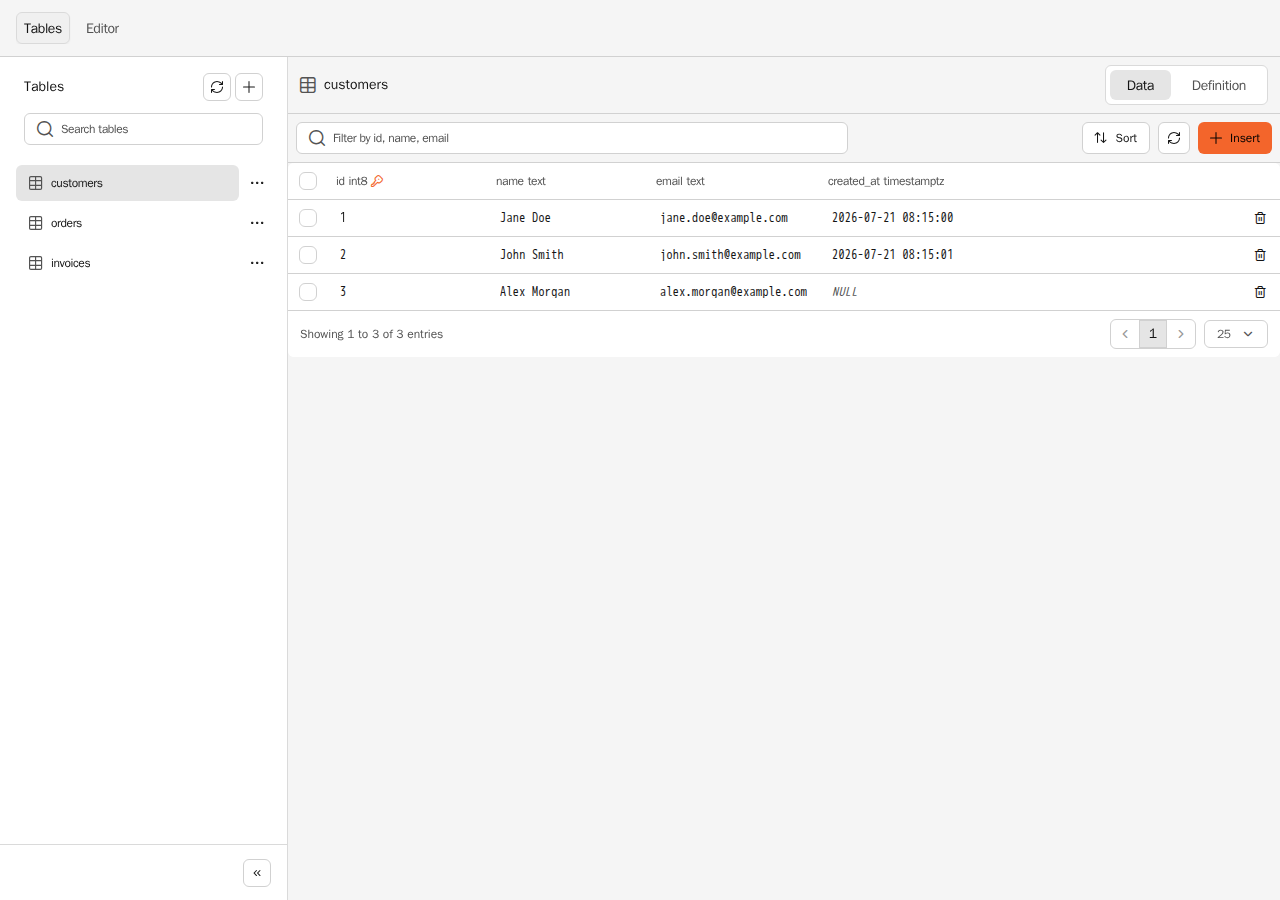 Tables Editor
Tables
Search tables
customers
orders
invoices
«
customers
Data Definition
Filter by id, name, email
Sort Insert
id int8 name text email text created_at timestamptz
1 Jane Doe jane.doe@example.com 2026-07-21 08:15:00
2 John Smith john.smith@example.com 2026-07-21 08:15:01
3 Alex Morgan alex.morgan@example.com NULL
Showing 1 to 3 of 3 entries
1 25